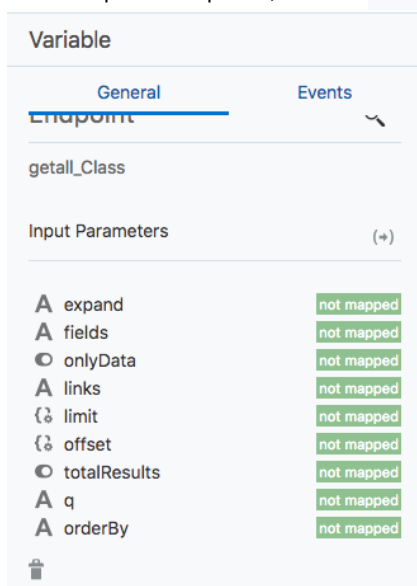 Variable
General Events
Endpoint
getall_Class
Input Parameters
A expand not mapped
A fields not mapped
onlyData not mapped
A links not mapped
limit not mapped
offset not mapped
totalResults not mapped
A q not mapped
A orderBy not mapped